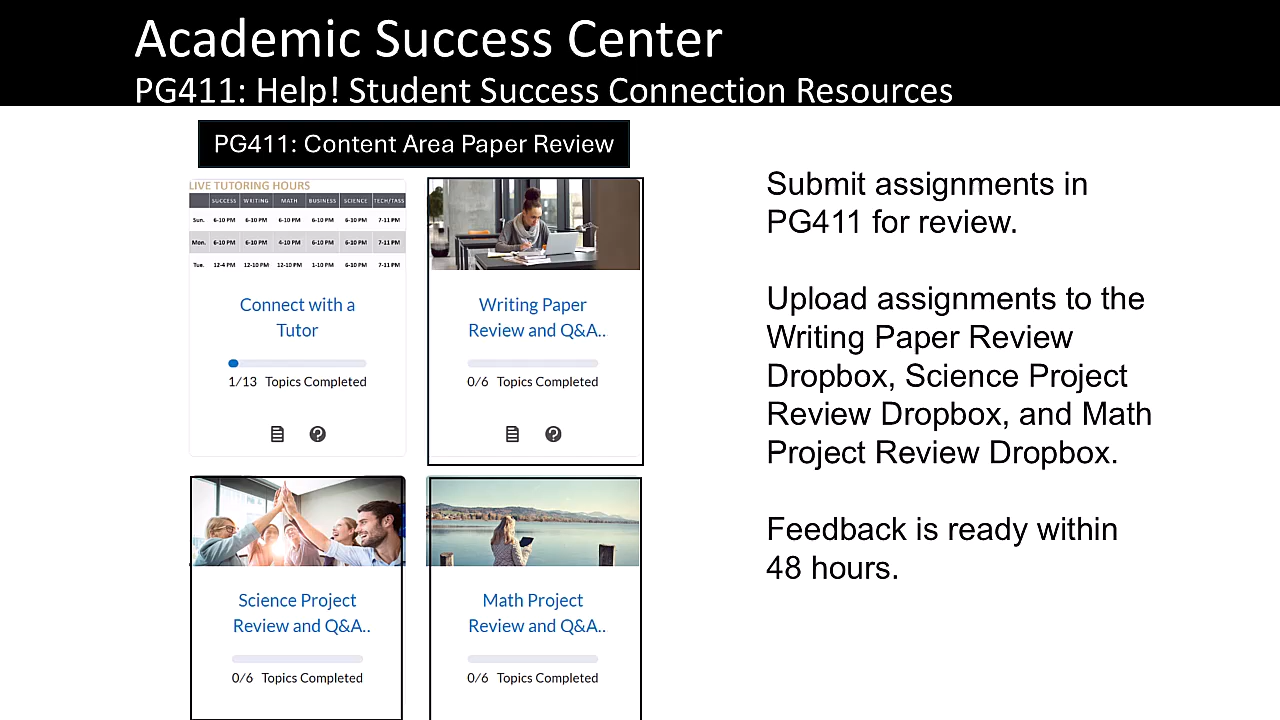 Academic Success Center
PG411: Help! Student Success Connection Resources
PG411: Content Area Paper Review
LIVE TUTORING HOURS
SUCCESS WRITING MATH BUSINESS SCIENCE TECH/TASS
Sun. 6-10 PM 6-10 PM 6-10 PM 6-10 PM 6-10 PM 7-11 PM
Mon. 6-10 PM 6-10 PM 4-10 PM 6-10 PM 6-10 PM 7-11 PM
Tue. 12-4 PM 12-10 PM 12-10 PM 1-10 PM 6-10 PM 7-11 PM
Connect with a
Tutor
1/13 Topics Completed
Writing Paper
Review and Q&A..
0/6 Topics Completed
Science Project
Review and Q&A..
0/6 Topics Completed
Math Project
Review and Q&A..
0/6 Topics Completed
Submit assignments in
PG411 for review.
Upload assignments to the
Writing Paper Review
Dropbox, Science Project
Review Dropbox, and Math
Project Review Dropbox.
Feedback is ready within
48 hours.